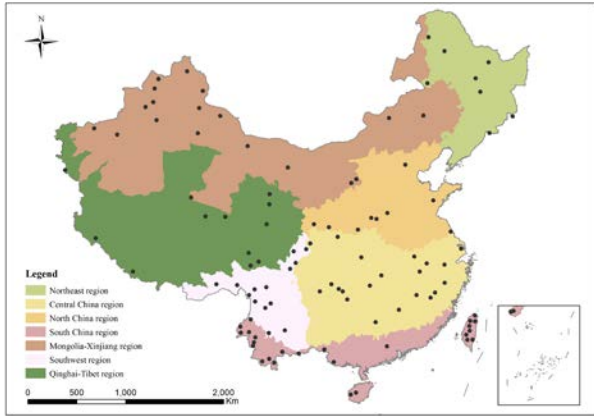 N
Legend
Northeast region
Central China region
North China region
South China region
Mongolia-Xinjiang region
Southwest region
Qinghai-Tibet region
0 500 1,000 2,000
Km